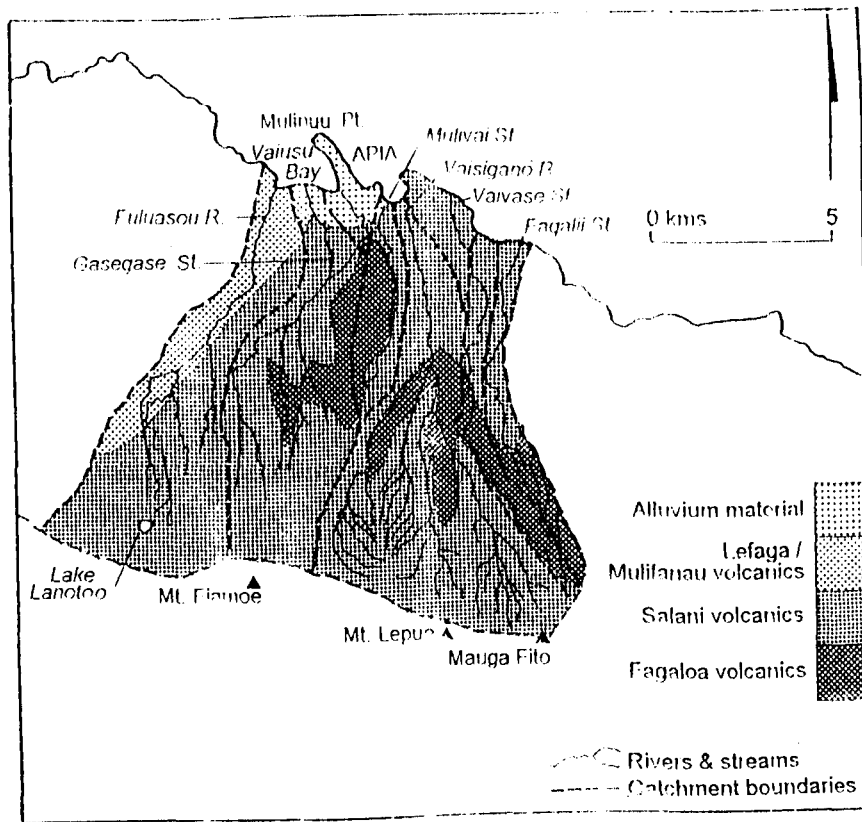 Mulinuu Pt.
Vaiusu
Bay
APIA
Mulivai St.
Vaisigano R.
Vaivase St.
Fagalii St.
Fuluasou R.
Gasegase St.
0 kms 5
Alluvium material
Lefaga /
Mulifanau volcanics
Salani volcanics
Fagaloa volcanics
Lake
Lanotoo
Mt. Fiamoe
Mt. Lepue
Mauga Fito
Rivers & streams
Catchment boundaries